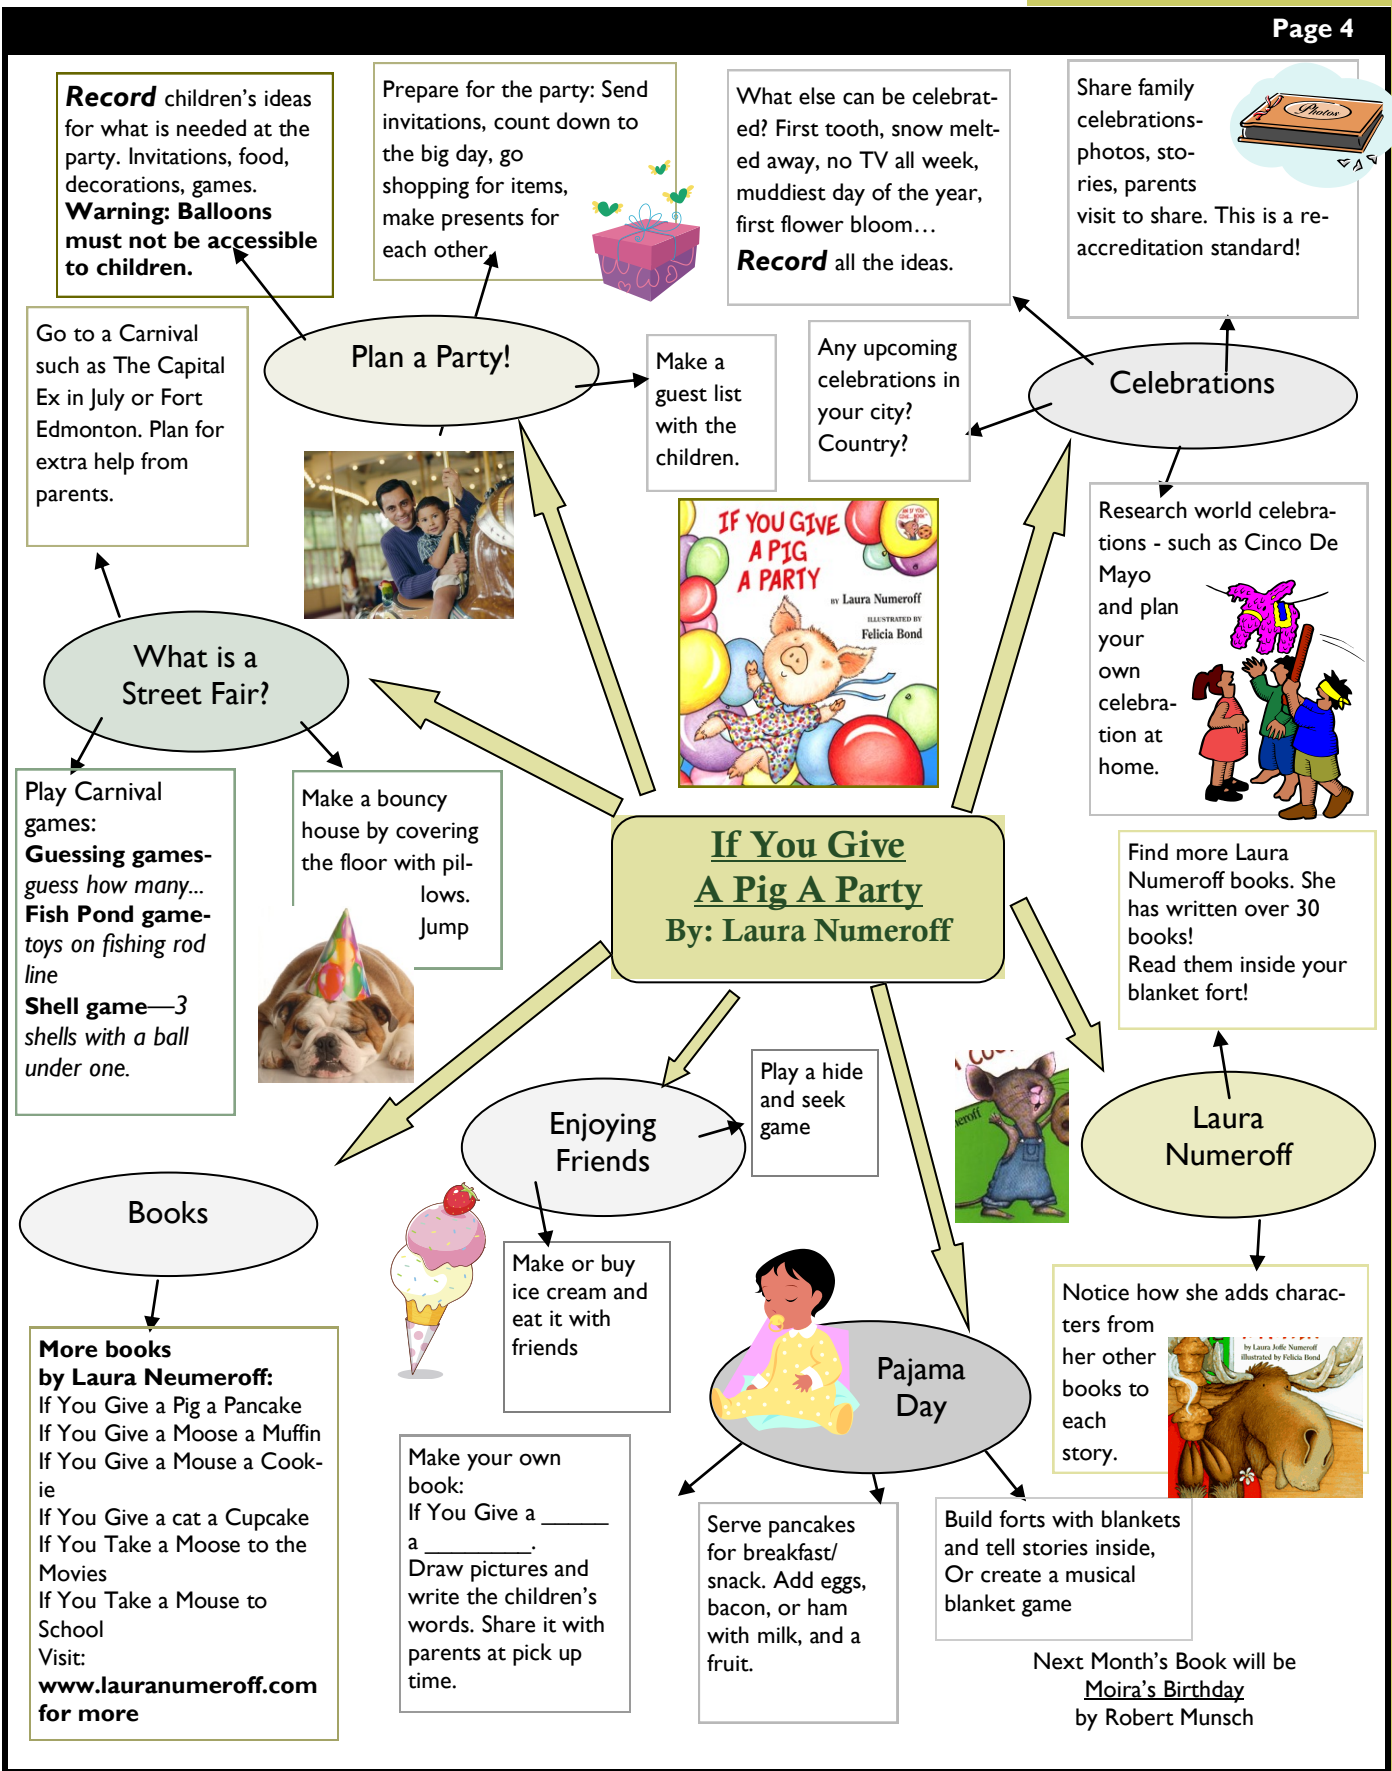 Page 4
Record children's ideas
for what is needed at the
party. Invitations, food,
decorations, games.
Warning: Balloons
must not be accessible
to children.
Prepare for the party: Send
invitations, count down to
the big day, go
shopping for items,
make presents for
each other.
What else can be celebrat-
ed? First tooth, snow melt-
ed away, no TV all week,
muddiest day of the year,
first flower bloom…
Record all the ideas.
Share family
celebrations-
photos, sto-
ries, parents
visit to share. This is a re-
accreditation standard!
Photos
Go to a Carnival
such as The Capital
Ex in July or Fort
Edmonton. Plan for
extra help from
parents.
Plan a Party!
Make a
guest list
with the
children.
Any upcoming
celebrations in
your city?
Country?
Celebrations
Research world celebra-
tions - such as Cinco De
Mayo
and plan
your
own
celebra-
tion at
home.
IF YOU GIVE
A PIG
A PARTY
BY Laura Numeroff
ILLUSTRATED BY
Felicia Bond
What is a
Street Fair?
Play Carnival
games:
Guessing games-
guess how many...
Fish Pond game-
toys on fishing rod
line
Shell game—3
shells with a ball
under one.
Make a bouncy
house by covering
the floor with pil-
lows.
Jump
If You Give
A Pig A Party
By: Laura Numeroff
Find more Laura
Numeroff books. She
has written over 30
books!
Read them inside your
blanket fort!
Laura
Numeroff
Enjoying
Friends
Play a hide
and seek
game
Books
Make or buy
ice cream and
eat it with
friends
Notice how she adds charac-
ters from
her other
books to
each
story.
by Laura Joffe Numeroff
illustrated by Felicia Bond
Pajama
Day
More books
by Laura Neumeroff:
If You Give a Pig a Pancake
If You Give a Moose a Muffin
If You Give a Mouse a Cook-
ie
If You Give a cat a Cupcake
If You Take a Moose to the
Movies
If You Take a Mouse to
School
Visit:
www.lauranumeroff.com
for more
Make your own
book:
If You Give a ______
a _________.
Draw pictures and
write the children's
words. Share it with
parents at pick up
time.
Serve pancakes
for breakfast/
snack. Add eggs,
bacon, or ham
with milk, and a
fruit.
Build forts with blankets
and tell stories inside,
Or create a musical
blanket game
Next Month's Book will be
Moira's Birthday
by Robert Munsch